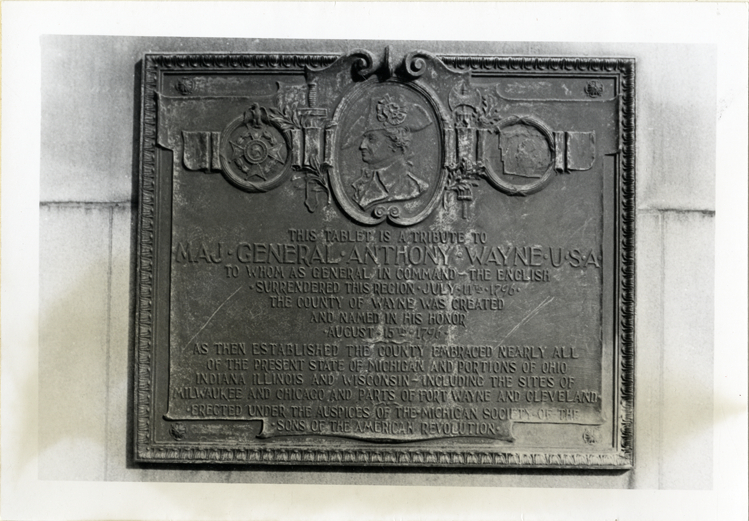 THIS TABLET IS A TRIBUTE TO
MAJ · GENERAL · ANTHONY · WAYNE · U · S · A ·
TO WHOM AS GENERAL IN COMMAND – THE ENGLISH
· SURRENDERED THIS REGION · JULY · 11TH · 1796 ·
THE COUNTY OF WAYNE WAS CREATED
AND NAMED IN HIS HONOR
· AUGUST · 15TH · 1796 ·
AS THEN ESTABLISHED THE COUNTY EMBRACED NEARLY ALL
OF THE PRESENT STATE OF MICHIGAN AND PORTIONS OF OHIO
INDIANA ILLINOIS AND WISCONSIN – INCLUDING THE SITES OF
MILWAUKEE AND CHICAGO AND PARTS OF FORT WAYNE AND CLEVELAND
· ERECTED UNDER THE AUSPICES OF THE · MICHIGAN SOCIETY · OF THE
· SONS OF THE AMERICAN REVOLUTION ·